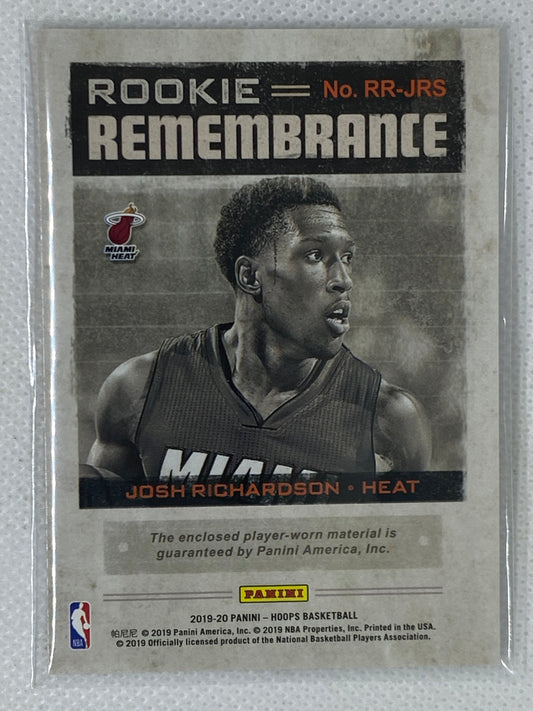 ROOKIE No. RR-JRS
REMEMBRANCE
MIAMI
HEAT
MIAMI
JOSH RICHARDSON • HEAT
The enclosed player-worn material is
guaranteed by Panini America, Inc.
PANINI
2019-20 PANINI – HOOPS BASKETBALL
帕尼尼 © 2019 Panini America, Inc. © 2019 NBA Properties, Inc. Printed in the USA.
© 2019 Officially licensed product of the National Basketball Players Association.
NBA